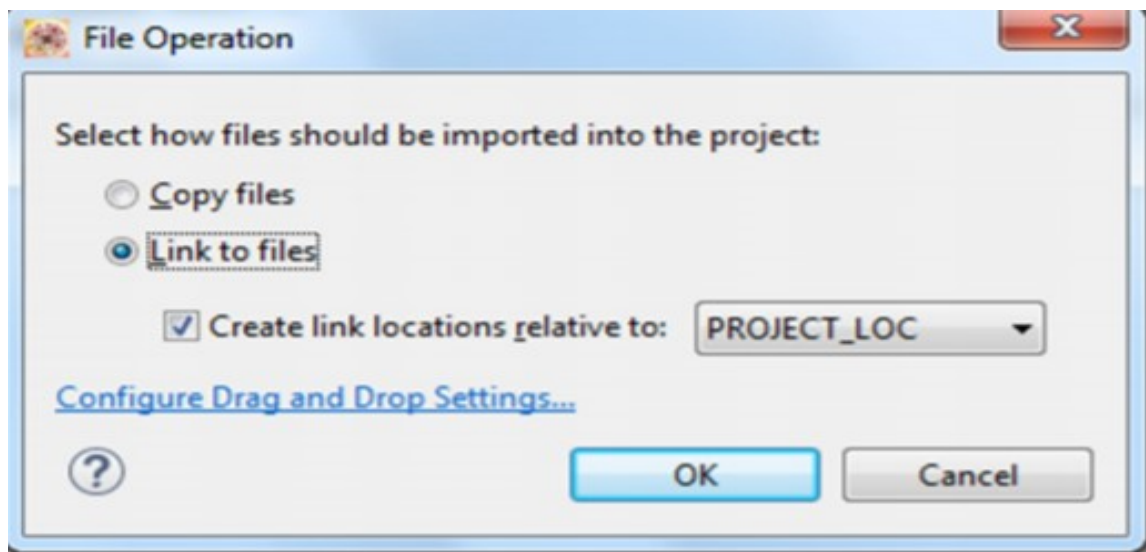 File Operation
Select how files should be imported into the project:
Copy files
Link to files
Create link locations relative to: PROJECT_LOC
Configure Drag and Drop Settings...
?
OK Cancel